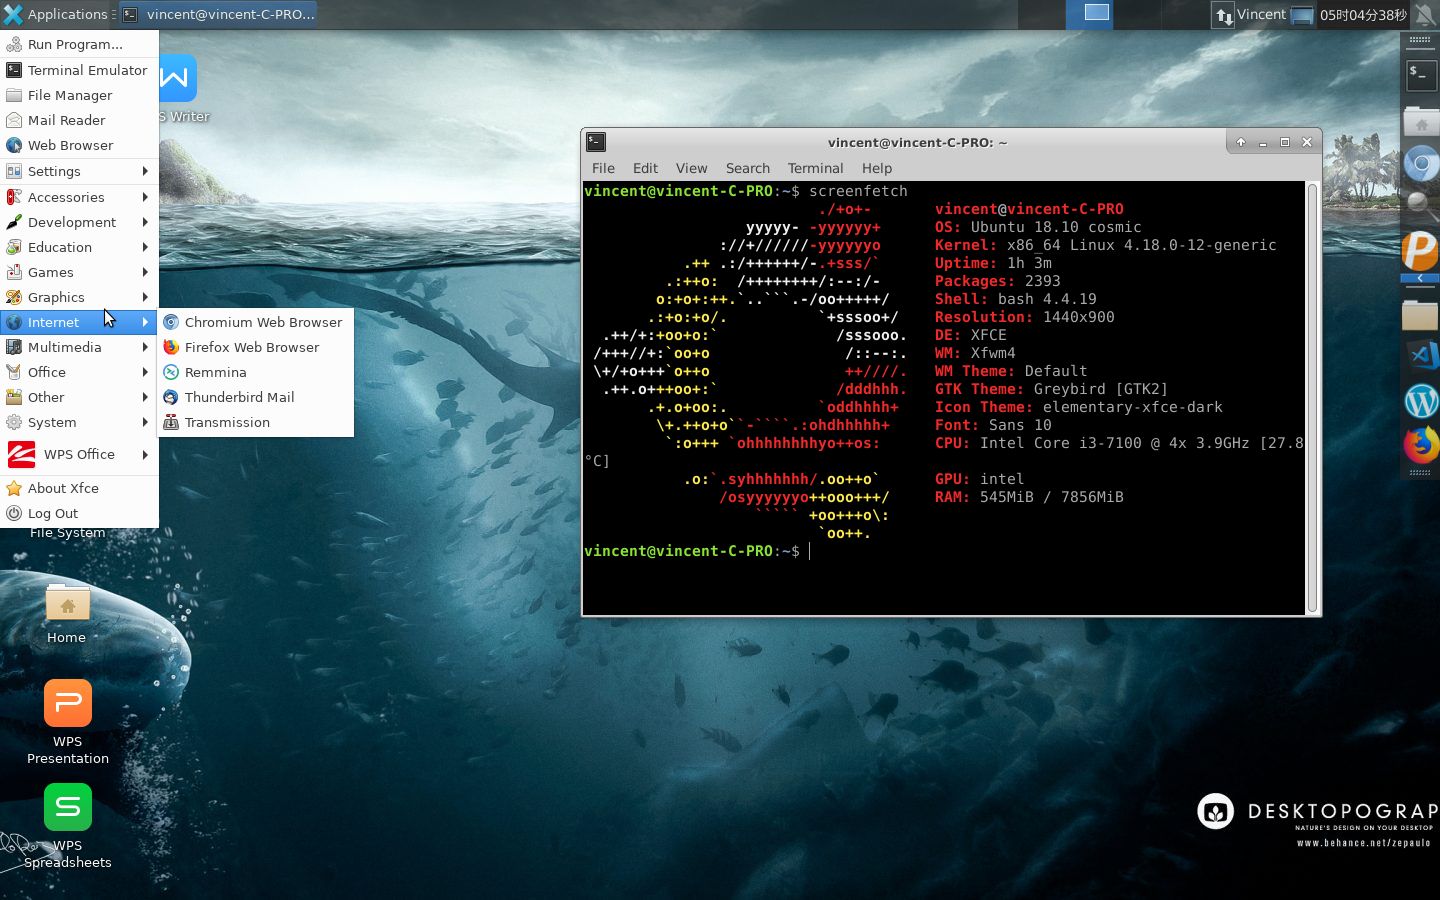 Applications
vincent@vincent-C-PRO...
Vincent
05时04分38秒
Run Program...
Terminal Emulator
File Manager
Mail Reader
Web Browser
Settings
Accessories
Development
Education
Games
Graphics
Internet
Multimedia
Office
Other
System
WPS Office
About Xfce
Log Out
Chromium Web Browser
Firefox Web Browser
Remmina
Thunderbird Mail
Transmission
S Writer
File System
Home
WPS
Presentation
WPS
Spreadsheets
vincent@vincent-C-PRO: ~
File Edit View Search Terminal Help
vincent@vincent-C-PRO:~$ screenfetch
./+o+- vincent@vincent-C-PRO
yyyyy- -yyyyyy+ OS: Ubuntu 18.10 cosmic
://+//////-yyyyyyo Kernel: x86_64 Linux 4.18.0-12-generic
.++ .:/++++++/-.+sss/` Uptime: 1h 3m
.:++o: /++++++++/:--:/- Packages: 2393
o:+o+:++.`..```.-/oo+++++/ Shell: bash 4.4.19
.:+o:+o/. `+sssoo+/ Resolution: 1440x900
.++/+:+oo+o:` /sssooo. DE: XFCE
/+++//+:`oo+o /::--:. WM: Xfwm4
\+/+o+++`o++o ++////. WM Theme: Default
.++.o+++oo+:` /dddhhh. GTK Theme: Greybird [GTK2]
.+.o+oo:. `oddhhhh+ Icon Theme: elementary-xfce-dark
\+.++o+o``-````.:ohdhhhhh+ Font: Sans 10
`:o+++ `ohhhhhhhhyo++os: CPU: Intel Core i3-7100 @ 4x 3.9GHz [27.8
°C]
.o:`.syhhhhhhh/.oo++o` GPU: intel
/osyyyyyyo++ooo+++/ RAM: 545MiB / 7856MiB
````` +oo+++o\:
`oo++.
vincent@vincent-C-PRO:~$
DESKTOPOGRAP
NATURE'S DESIGN ON YOUR DESKTOP
www.behance.net/zepaulo